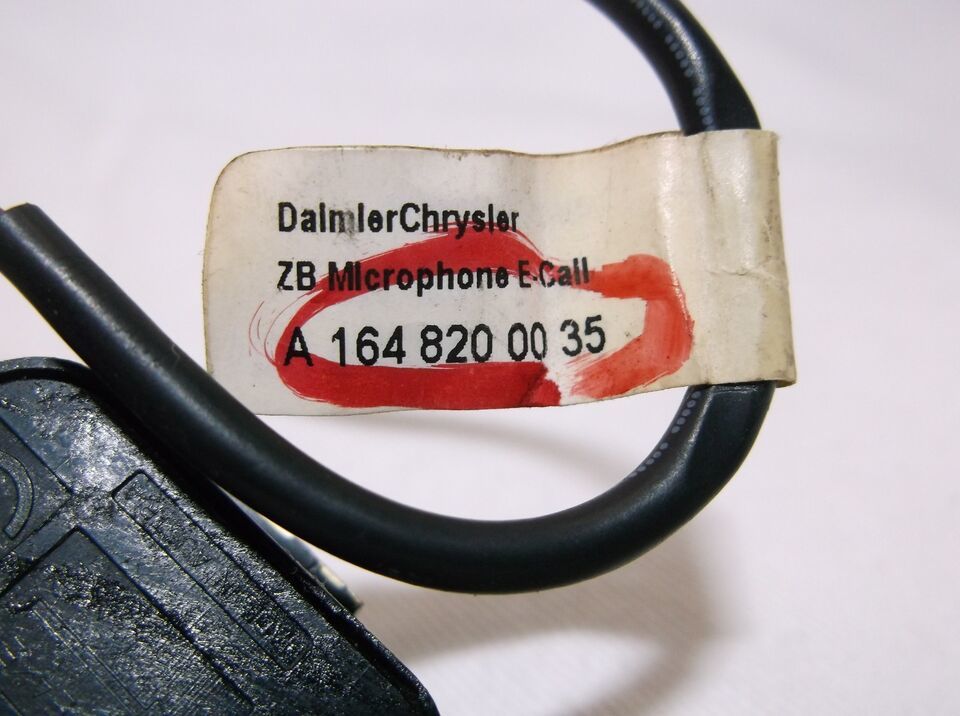 DaimlerChrysler
ZB Microphone E-Call
A 164 820 00 35